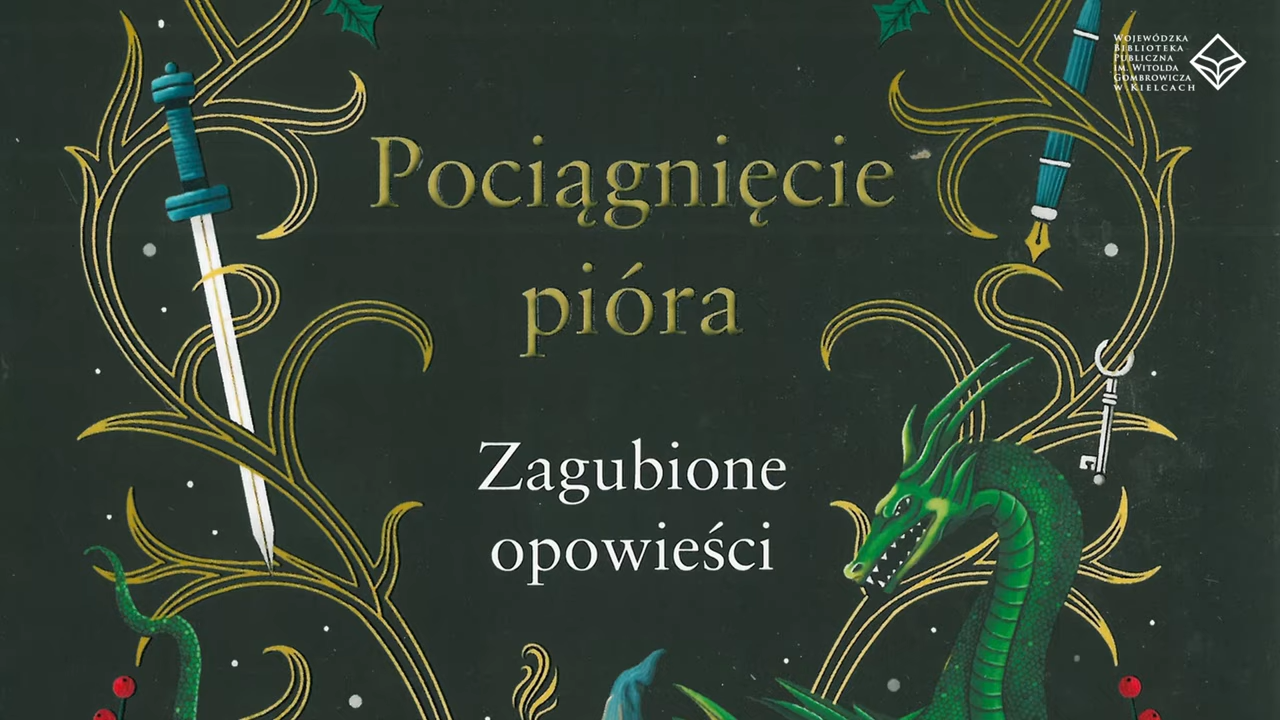 Wojewódzka
Biblioteka
Publiczna
im. Witolda
Gombrowicza
w Kielcach
Pociągnięcie
pióra
Zagubione
opowieści